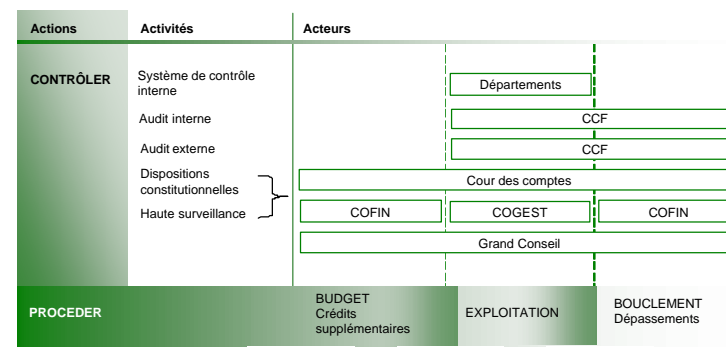 Actions Activités Acteurs
CONTRÔLER
Système de contrôle
interne
Départements
Audit interne
CCF
Audit externe
CCF
Dispositions
constitutionnelles
Cour des comptes
Haute surveillance
COFIN COGEST COFIN
Grand Conseil
PROCEDER
BUDGET
Crédits
supplémentaires
EXPLOITATION
BOUCLEMENT
Dépassements